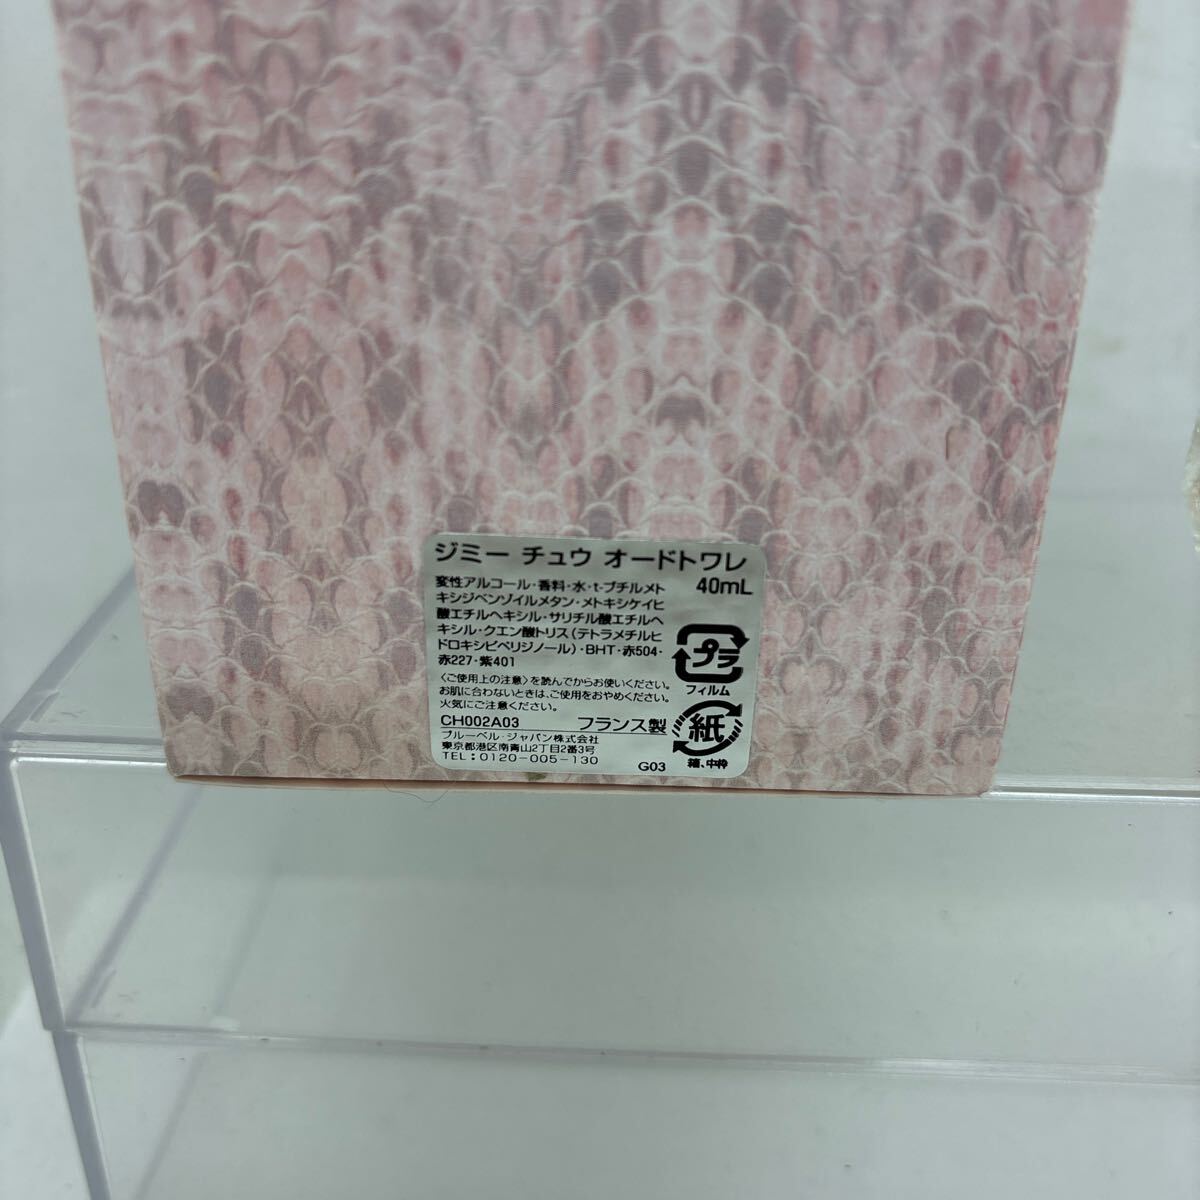 ジミー チュウ オードトワレ
変性アルコール・香料・水・t-ブチルメト 40mL
キシジベンゾイルメタン・メトキシケイヒ
酸エチルヘキシル・サリチル酸エチルヘ
キシル・クエン酸トリス(テトラメチルヒ
ドロキシピペリジノール)・BHT・赤504・
赤227・紫401
プラ
フィルム
〈ご使用上の注意〉を読んでからお使いください。
お肌に合わないときは、ご使用をおやめください。
火気にご注意ください。
CH002A03 フランス製
紙
箱、中枠
ブルーベル・ジャパン株式会社
東京都港区南青山2丁目2番3号
TEL:0120-005-130 G03